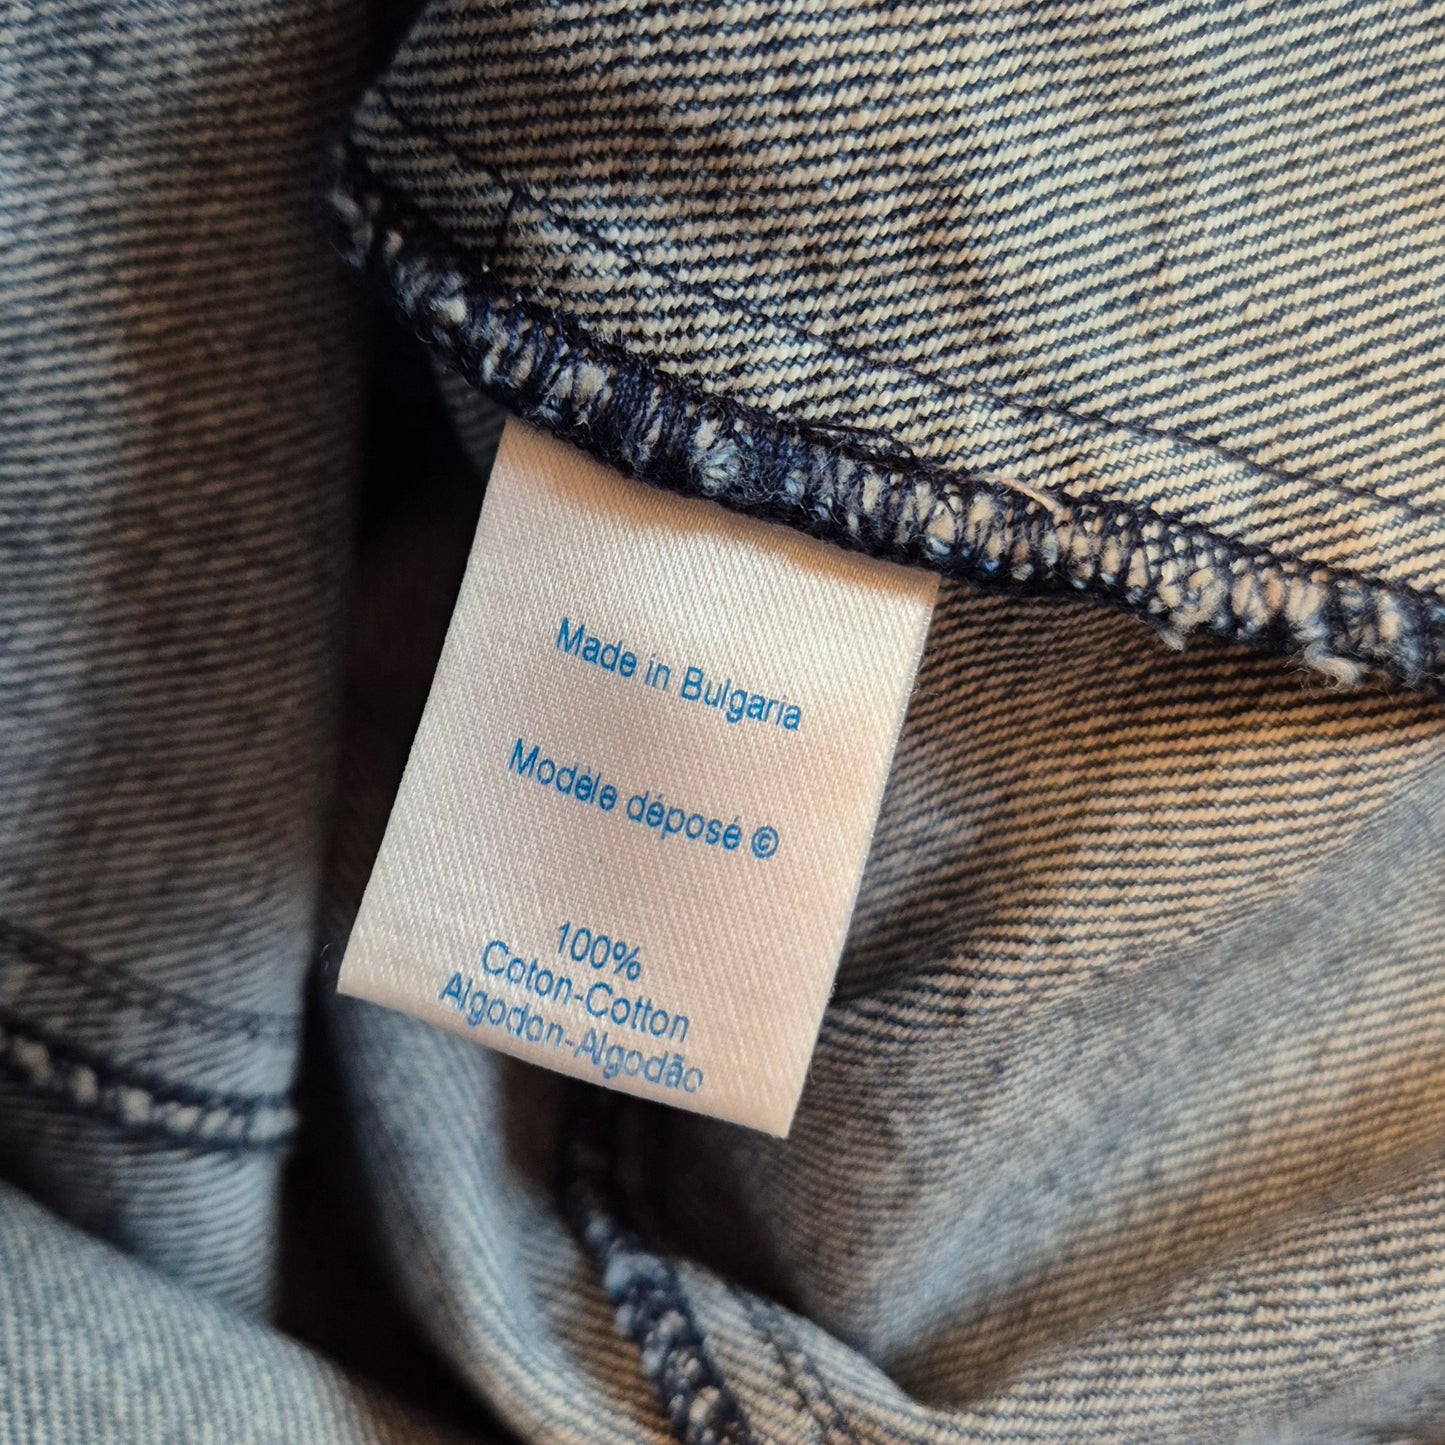 Made in Bulgaria
Modèle déposé ©
100%
Coton-Cotton
Algodon-Algodão